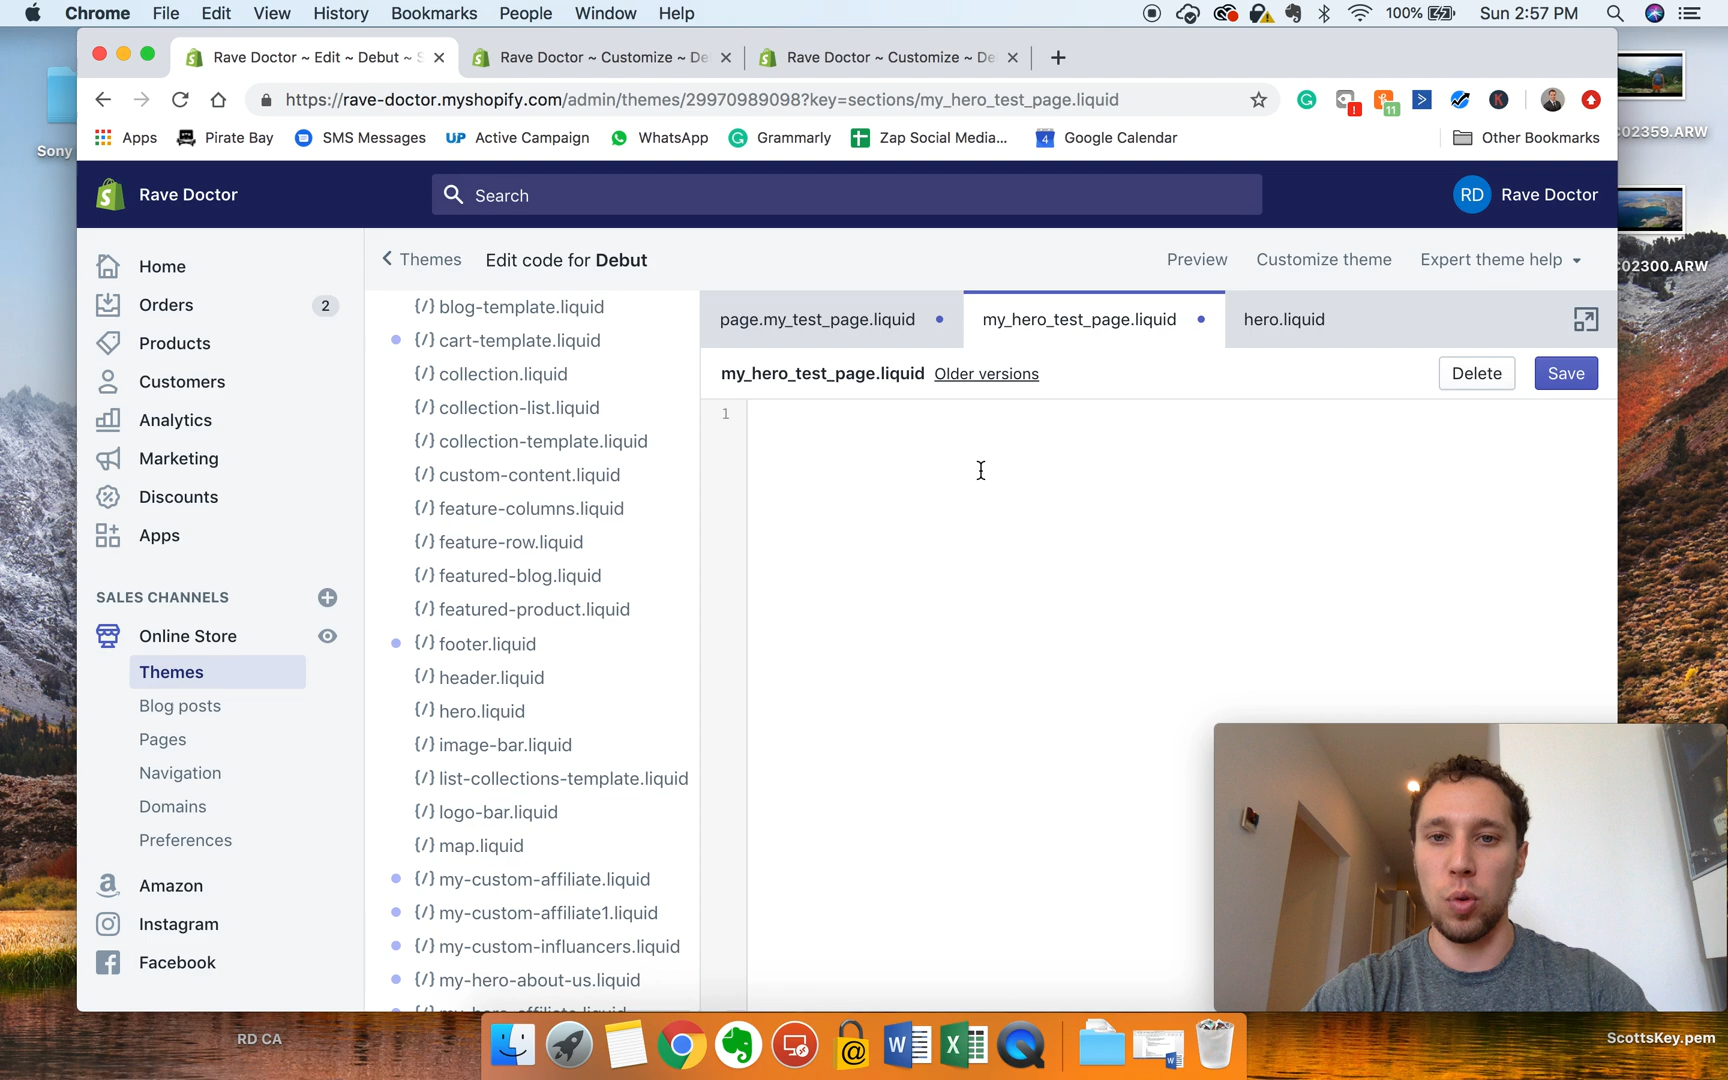 Chrome File Edit View History Bookmarks People Window Help 100% Sun 2:57 PM
Rave Doctor ~ Edit ~ Debut ~ Rave Doctor ~ Customize ~ De Rave Doctor ~ Customize ~ De
https://rave-doctor.myshopify.com/admin/themes/29970989098?key=sections/my_hero_test_page.liquid
11
Apps Pirate Bay SMS Messages UP Active Campaign WhatsApp Grammarly Zap Social Media... 4 Google Calendar Other Bookmarks
Sony
C02359.ARW
Rave Doctor Search RD Rave Doctor
C02300.ARW
Themes Edit code for Debut Preview Customize theme Expert theme help
Home
Orders 2
Products
Customers
Analytics
Marketing
Discounts
Apps
SALES CHANNELS
Online Store
Themes
Blog posts
Pages
Navigation
Domains
Preferences
Amazon
Instagram
Facebook
{/} blog-template.liquid
{/} cart-template.liquid
{/} collection.liquid
{/} collection-list.liquid
{/} collection-template.liquid
{/} custom-content.liquid
{/} feature-columns.liquid
{/} feature-row.liquid
{/} featured-blog.liquid
{/} featured-product.liquid
{/} footer.liquid
{/} header.liquid
{/} hero.liquid
{/} image-bar.liquid
{/} list-collections-template.liquid
{/} logo-bar.liquid
{/} map.liquid
{/} my-custom-affiliate.liquid
{/} my-custom-affiliate1.liquid
{/} my-custom-influancers.liquid
{/} my-hero-about-us.liquid
page.my_test_page.liquid my_hero_test_page.liquid hero.liquid
my_hero_test_page.liquid Older versions Delete Save
1
RD CA
ScottsKey.pem